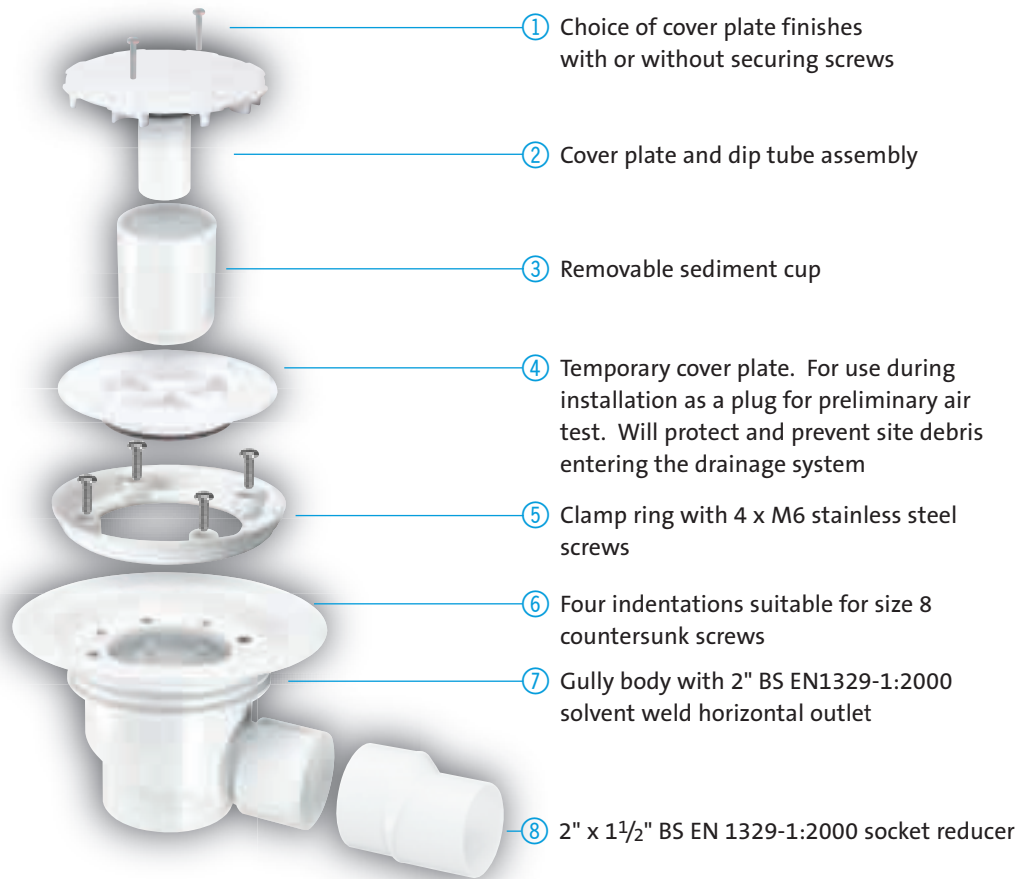 ① Choice of cover plate finishes
with or without securing screws
② Cover plate and dip tube assembly
③ Removable sediment cup
④ Temporary cover plate. For use during
installation as a plug for preliminary air
test. Will protect and prevent site debris
entering the drainage system
⑤ Clamp ring with 4 x M6 stainless steel
screws
⑥ Four indentations suitable for size 8
countersunk screws
⑦ Gully body with 2" BS EN1329-1:2000
solvent weld horizontal outlet
⑧ 2" x 1 1/2" BS EN 1329-1:2000 socket reducer